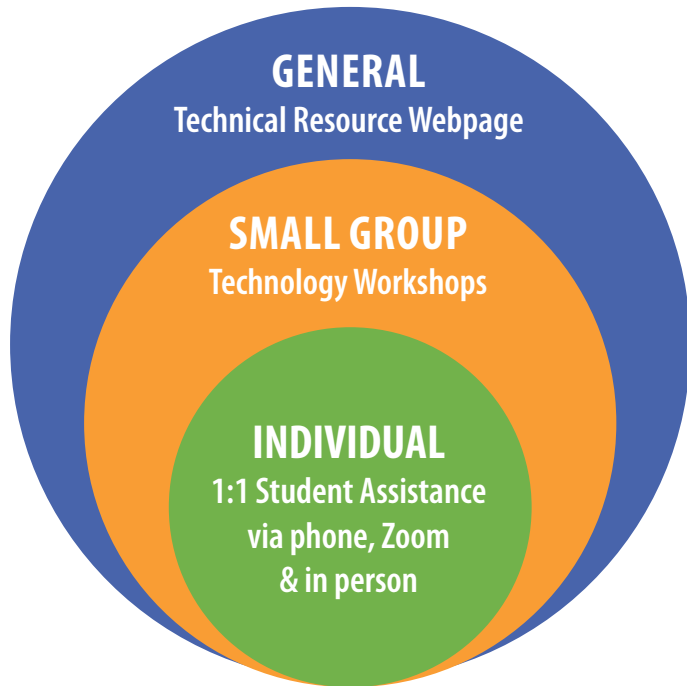 GENERAL
Technical Resource Webpage
SMALL GROUP
Technology Workshops
INDIVIDUAL
1:1 Student Assistance
via phone, Zoom
& in person